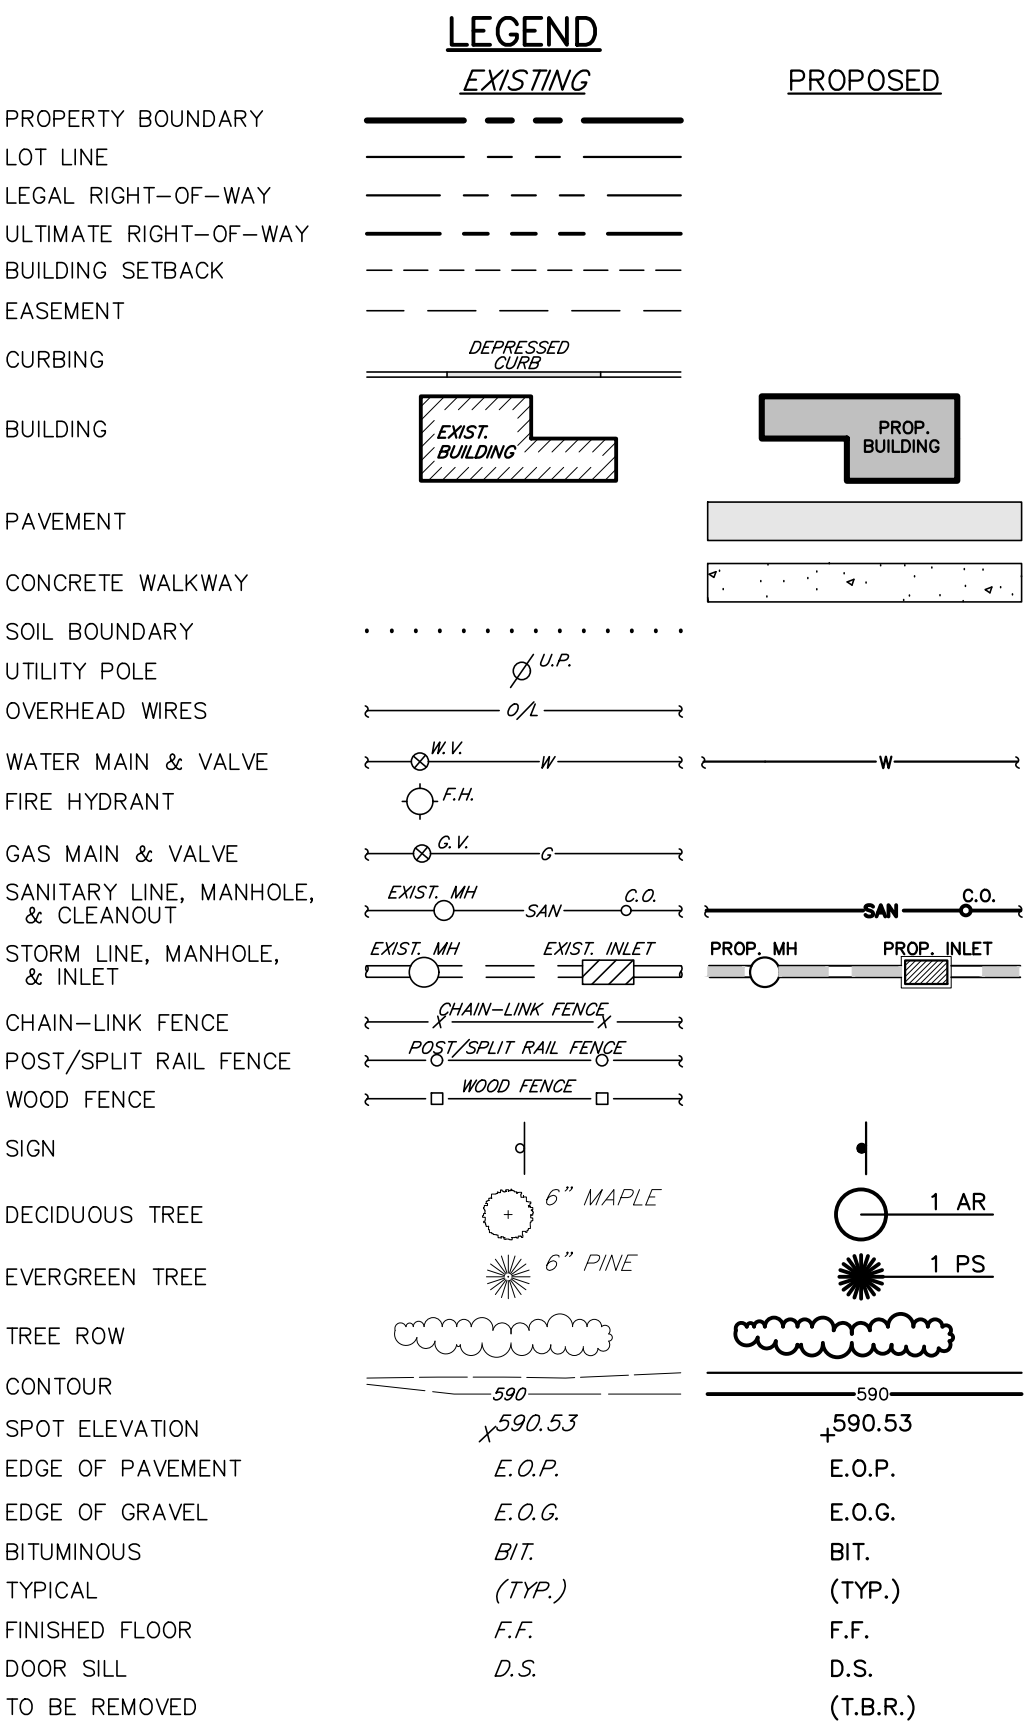 LEGEND
EXISTING PROPOSED
PROPERTY BOUNDARY
LOT LINE
LEGAL RIGHT-OF-WAY
ULTIMATE RIGHT-OF-WAY
BUILDING SETBACK
EASEMENT
CURBING
DEPRESSED
CURB
BUILDING
EXIST.
BUILDING
PROP.
BUILDING
PAVEMENT
CONCRETE WALKWAY
SOIL BOUNDARY
UTILITY POLE U.P.
OVERHEAD WIRES O/L
WATER MAIN & VALVE W.V. W W
FIRE HYDRANT F.H.
GAS MAIN & VALVE G.V. G
SANITARY LINE, MANHOLE,
& CLEANOUT
EXIST. MH SAN C.O.
SAN C.O.
STORM LINE, MANHOLE,
& INLET
EXIST. MH EXIST. INLET
PROP. MH PROP. INLET
CHAIN-LINK FENCE CHAIN-LINK FENCE
X X
POST/SPLIT RAIL FENCE POST/SPLIT RAIL FENCE
WOOD FENCE WOOD FENCE
SIGN
DECIDUOUS TREE 6" MAPLE 1 AR
EVERGREEN TREE 6" PINE 1 PS
TREE ROW
CONTOUR 590 590
SPOT ELEVATION X590.53 +590.53
EDGE OF PAVEMENT E.O.P. E.O.P.
EDGE OF GRAVEL E.O.G. E.O.G.
BITUMINOUS BIT. BIT.
TYPICAL (TYP.) (TYP.)
FINISHED FLOOR F.F. F.F.
DOOR SILL D.S. D.S.
TO BE REMOVED (T.B.R.)